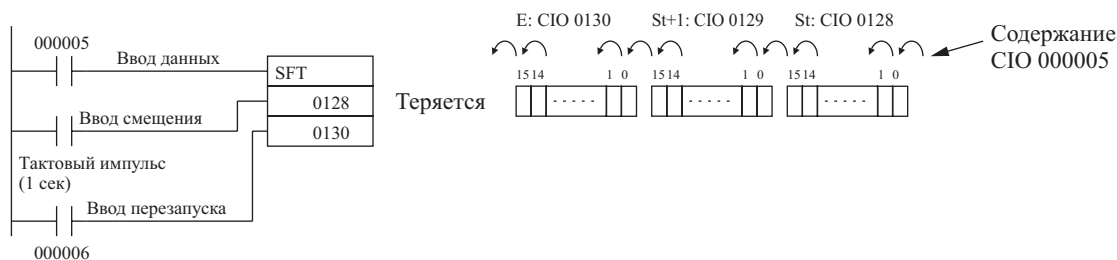 000005
Ввод данных
SFT
0128
0130
Ввод смещения
Тактовый импульс
(1 сек)
Ввод перезапуска
000006
E: CIO 0130 St+1: CIO 0129 St: CIO 0128
Содержание
CIO 000005
15 14 1 0 15 14 1 0 15 14 1 0
Теряется